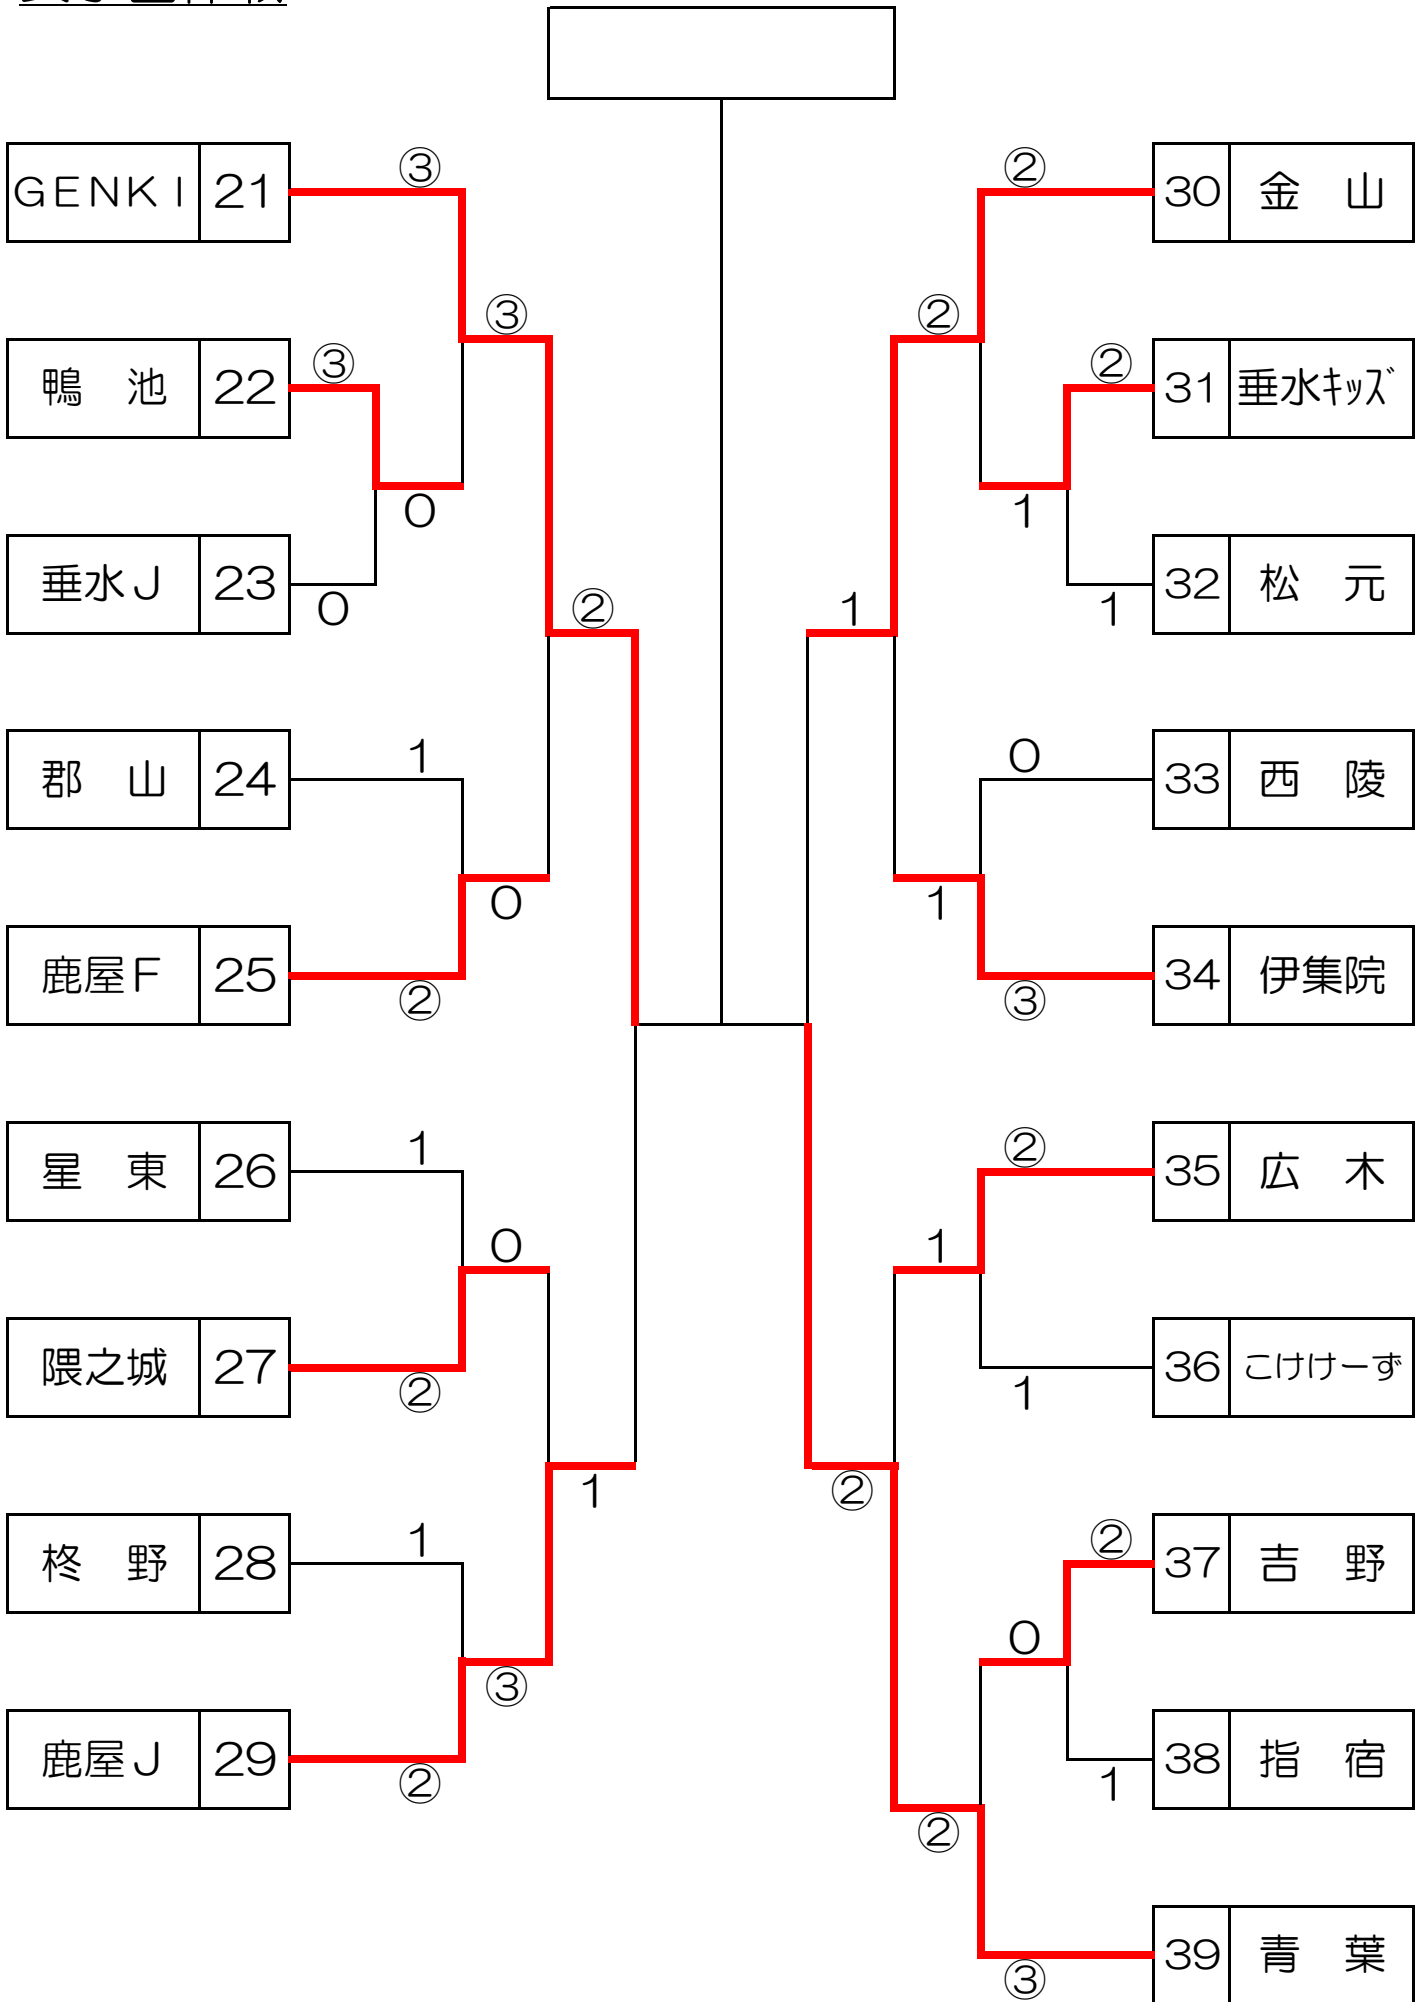 ③ ②
ＧＥＮＫＩ 21 30 金　山
③ ②
③ ②
鴨　池 22 31 垂水ｷｯｽﾞ
0 1
垂水Ｊ 23 32 松　元
0 ② 1 1
1 0
郡　山 24 33 西　陵
0 1
鹿屋Ｆ 25 34 伊集院
② ③
1 ②
星　東 26 35 広　木
0 1
隈之城 27 36 こけけーず
② 1
1 ②
1 ②
柊　野 28 37 吉　野
0
③
鹿屋Ｊ 29 38 指　宿
② 1
②
39 青　葉
③